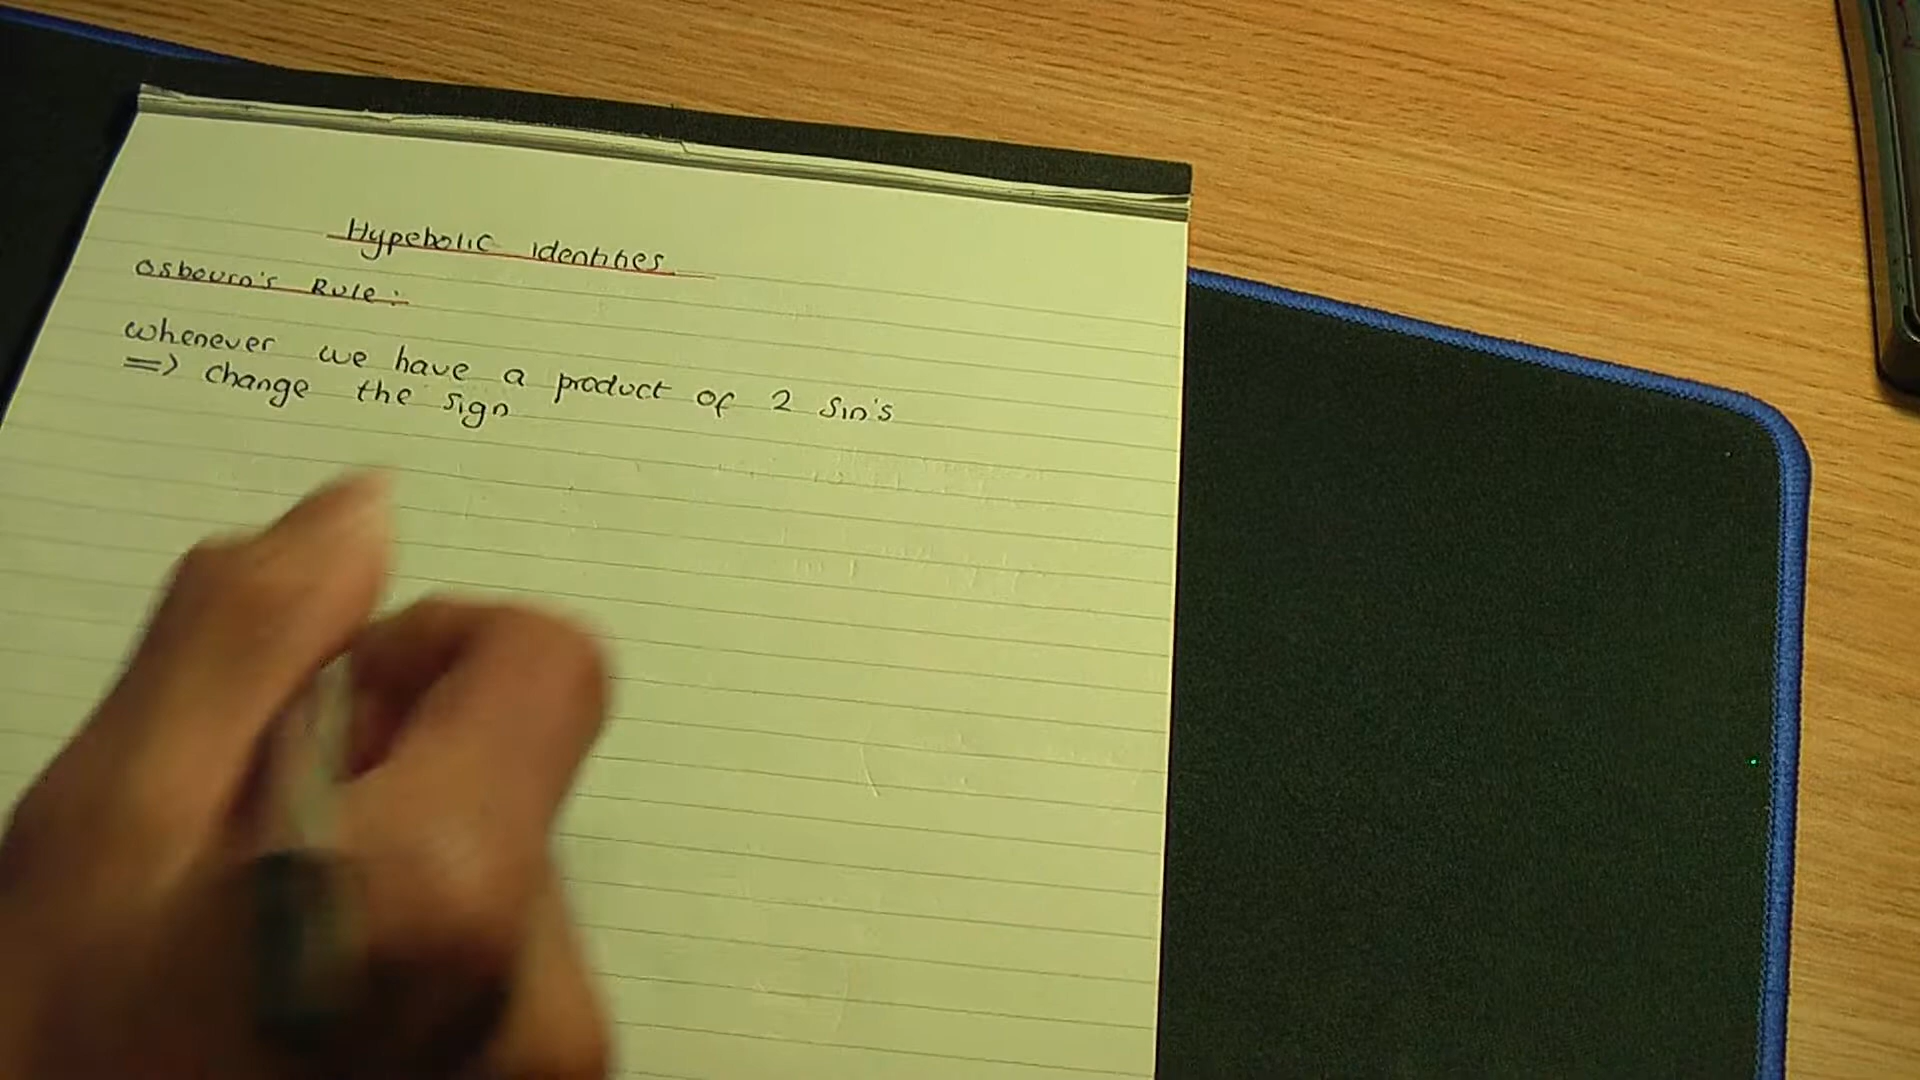 Hypebolic Identities
Osbourn's Rule:
whenever we have a product of 2 sin's
=> change the sign